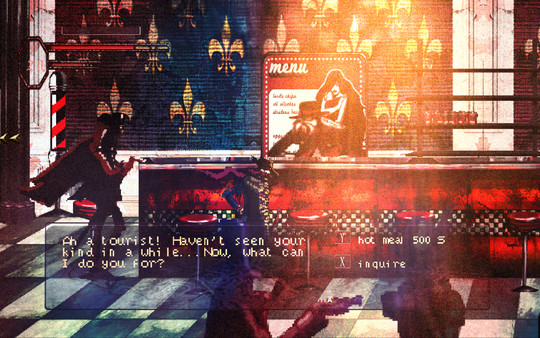 menu
Ah a tourist! Haven't seen your
kind in a while...Now, what can
I do you for?
Y hot meal 500 S
X inquire